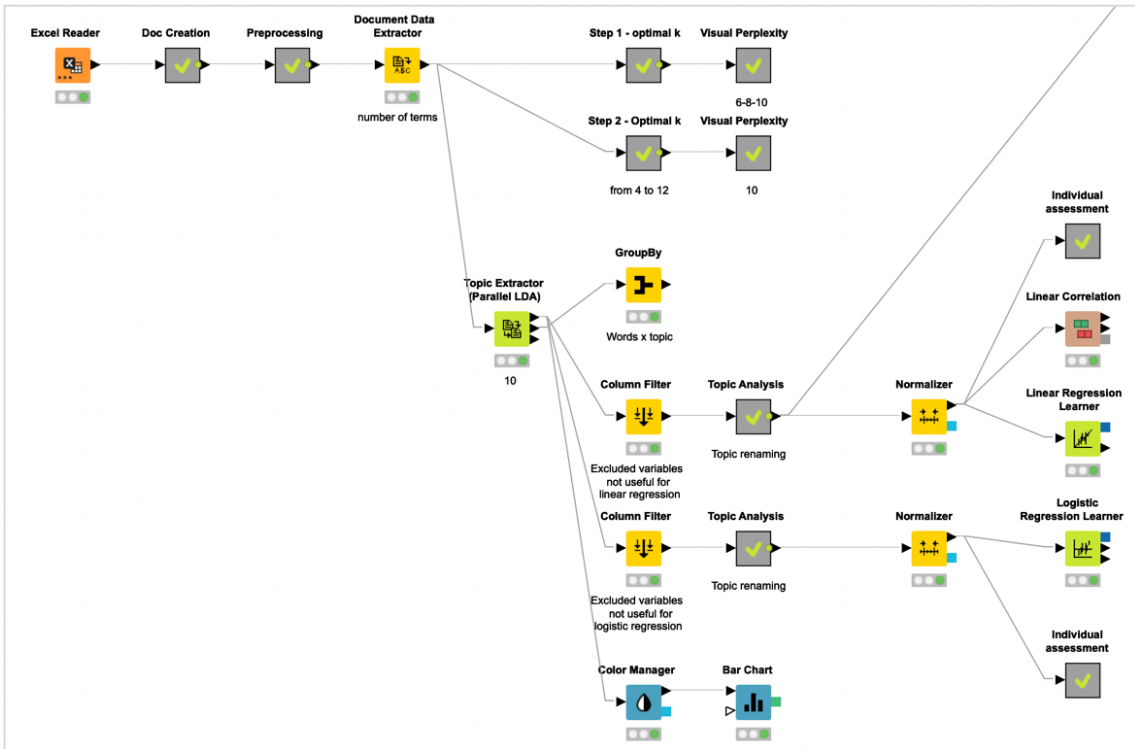 Excel Reader
Doc Creation
Preprocessing
Document Data
Extractor
ABC
number of terms
Step 1 - optimal k
Visual Perplexity
6-8-10
Step 2 - Optimal k
Visual Perplexity
from 4 to 12
10
Individual
assessment
GroupBy
Words x topic
Topic Extractor
(Parallel LDA)
10
Linear Correlation
Column Filter
Excluded variables
not useful for
linear regression
Topic Analysis
Topic renaming
Normalizer
Linear Regression
Learner
Column Filter
Excluded variables
not useful for
logistic regression
Topic Analysis
Topic renaming
Normalizer
Logistic
Regression Learner
Individual
assessment
Color Manager
Bar Chart